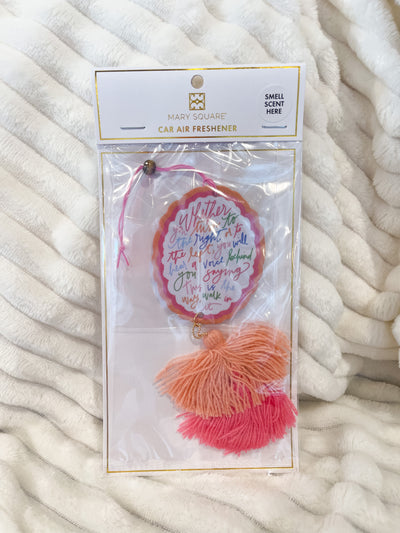 MARY SQUARE
CAR AIR FRESHENER
SMELL
SCENT
HERE
Whether
you turn to
the right or to
the left, you will
hear a voice behind
you saying
This is the
way walk in
it